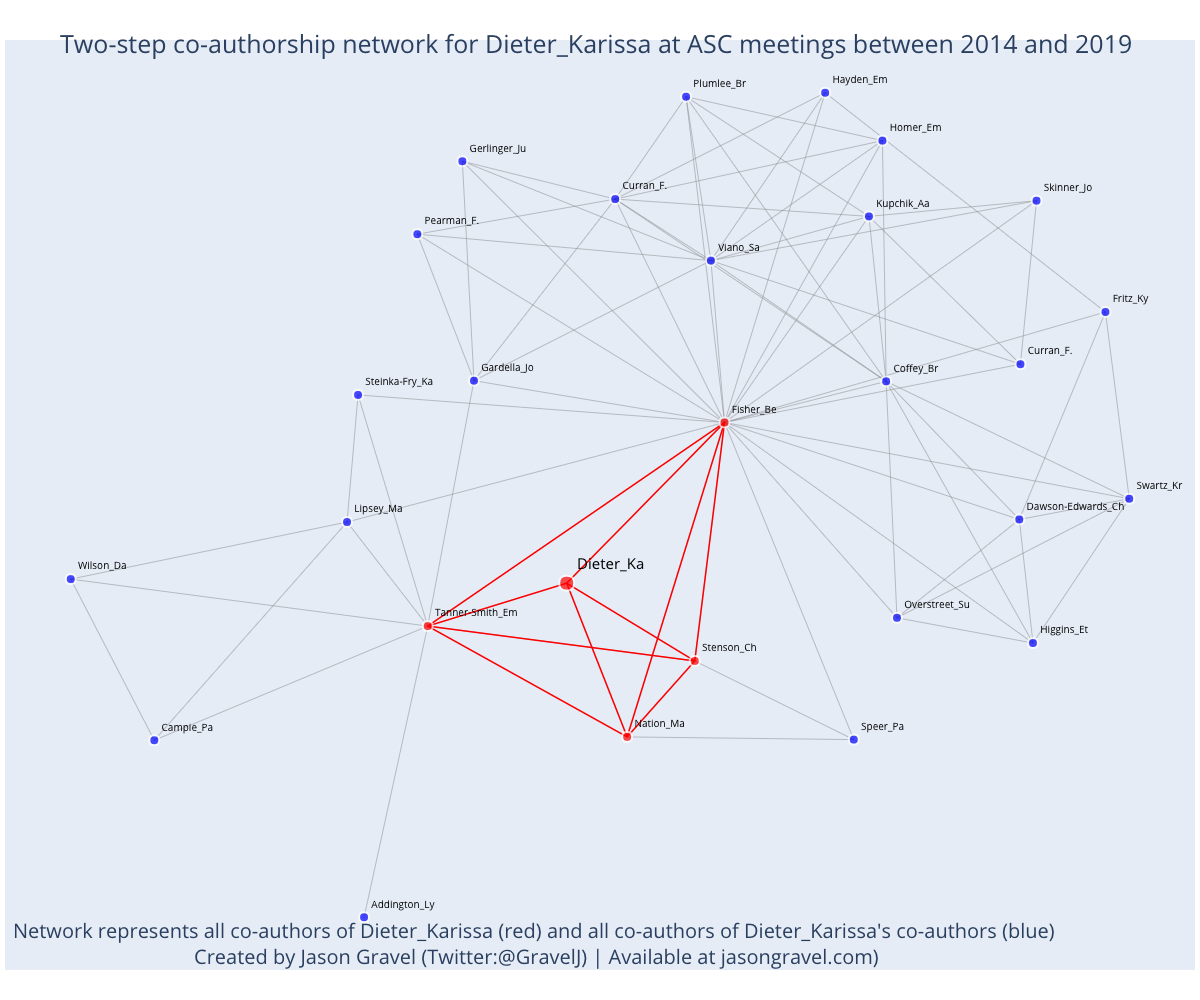 Two-step co-authorship network for Dieter_Karissa at ASC meetings between 2014 and 2019
Plumlee_Br
Hayden_Em
Homer_Em
Gerlinger_Ju
Curran_F.
Skinner_Jo
Kupchik_Aa
Pearman_F.
Viano_Sa
Fritz_Ky
Curran_F.
Gardella_Jo
Coffey_Br
Steinka-Fry_Ka
Fisher_Be
Swartz_Kr
Lipsey_Ma
Dawson-Edwards_Ch
Wilson_Da
Dieter_Ka
Tanner-Smith_Em
Overstreet_Su
Higgins_Et
Stenson_Ch
Campie_Pa
Nation_Ma
Speer_Pa
Addington_Ly
Network represents all co-authors of Dieter_Karissa (red) and all co-authors of Dieter_Karissa's co-authors (blue)
Created by Jason Gravel (Twitter:@GravelJ) | Available at jasongravel.com)